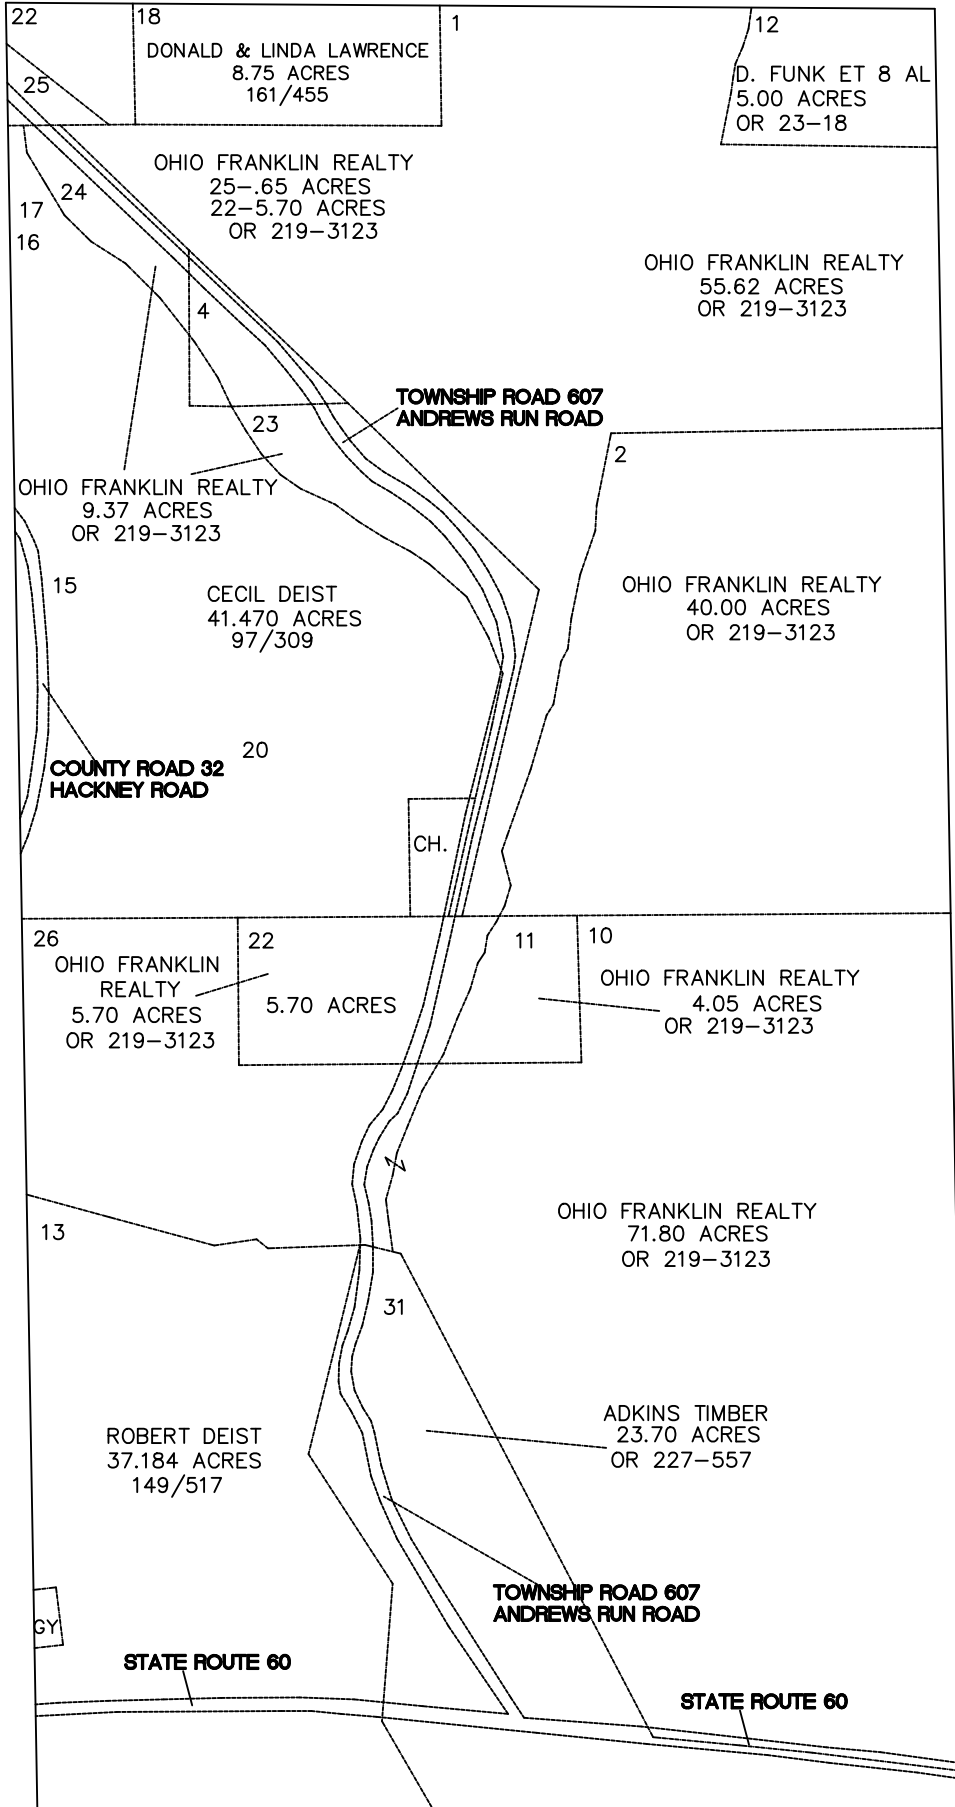 22
18
1
12
DONALD & LINDA LAWRENCE
8.75 ACRES
161/455
D. FUNK ET 8 AL
5.00 ACRES
OR 23-18
25
OHIO FRANKLIN REALTY
25-.65 ACRES
22-5.70 ACRES
OR 219-3123
24
17
16
OHIO FRANKLIN REALTY
55.62 ACRES
OR 219-3123
4
TOWNSHIP ROAD 607
ANDREWS RUN ROAD
23
2
OHIO FRANKLIN REALTY
9.37 ACRES
OR 219-3123
15
CECIL DEIST
41.470 ACRES
97/309
OHIO FRANKLIN REALTY
40.00 ACRES
OR 219-3123
20
COUNTY ROAD 32
HACKNEY ROAD
CH.
26
22
11
10
OHIO FRANKLIN
REALTY
5.70 ACRES
OR 219-3123
5.70 ACRES
OHIO FRANKLIN REALTY
4.05 ACRES
OR 219-3123
13
OHIO FRANKLIN REALTY
71.80 ACRES
OR 219-3123
31
ROBERT DEIST
37.184 ACRES
149/517
ADKINS TIMBER
23.70 ACRES
OR 227-557
TOWNSHIP ROAD 607
ANDREWS RUN ROAD
GY
STATE ROUTE 60
STATE ROUTE 60